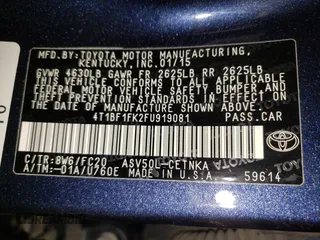 MFD. BY: TOYOTA MOTOR MANUFACTURING,
KENTUCKY, INC. 01/15
GVWR 4630LB GAWR FR 2625LB RR 2625LB
THIS VEHICLE CONFORMS TO ALL APPLICABLE
FEDERAL MOTOR VEHICLE SAFETY, BUMPER, AND
THEFT PREVENTION STANDARDS IN EFFECT ON
THE DATE OF MANUFACTURE SHOWN ABOVE.
4T1BF1FK2FU919081 PASS.CAR
C/TR: 8W6/FC20 ASV50L-CETNKA
A/TM: -01A/U760E MADE IN U.S.A.
59614
TOYOTA